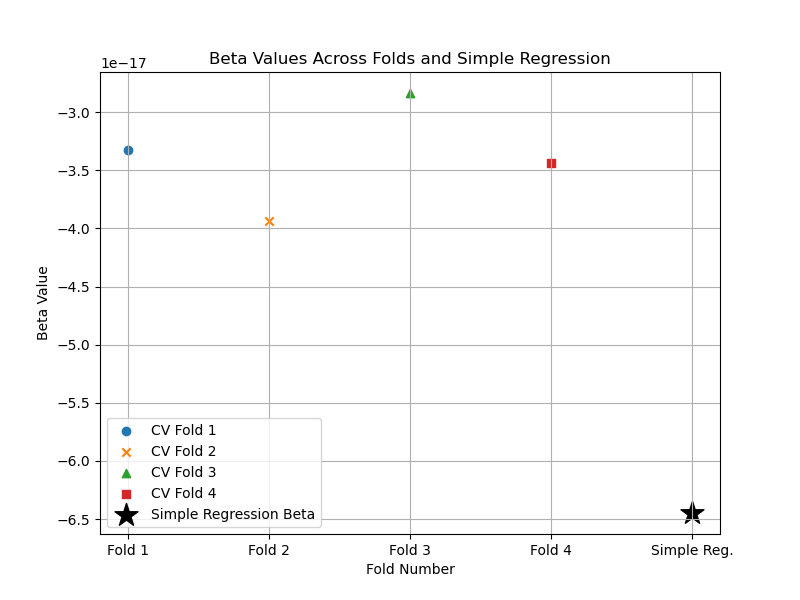 Beta Values Across Folds and Simple Regression
1e−17
−3.0
−3.5
−4.0
−4.5
−5.0
−5.5
−6.0
−6.5
Beta Value
CV Fold 1
CV Fold 2
CV Fold 3
CV Fold 4
Simple Regression Beta
Fold 1 Fold 2 Fold 3 Fold 4 Simple Reg.
Fold Number